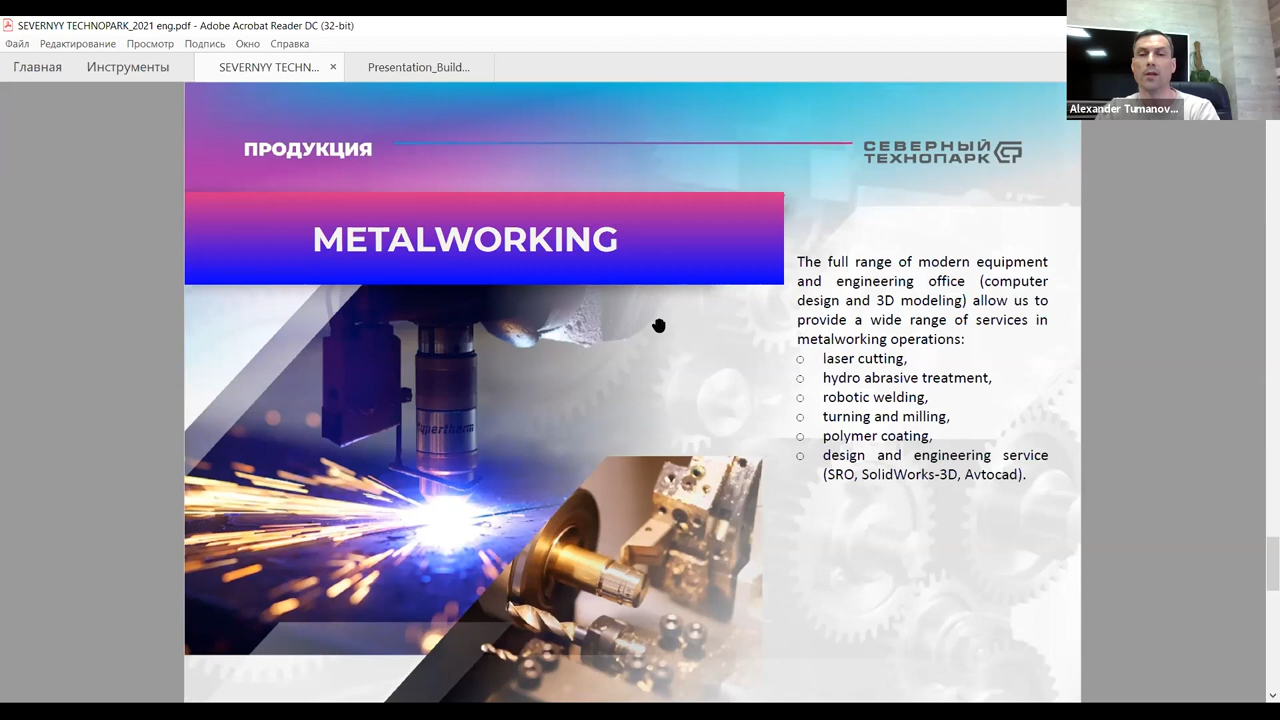 SEVERNYY TECHNOPARK_2021 eng.pdf - Adobe Acrobat Reader DC (32-bit)
Файл Редактирование Просмотр Подпись Окно Справка
Главная Инструменты SEVERNYY TECHN... × Presentation_Build...
Alexander Tumanov...
ПРОДУКЦИЯ
СЕВЕРНЫЙ
ТЕХНОПАРК
METALWORKING
The full range of modern equipment
and engineering office (computer
design and 3D modeling) allow us to
provide a wide range of services in
metalworking operations:
laser cutting,
hydro abrasive treatment,
robotic welding,
turning and milling,
polymer coating,
design and engineering service
(SRO, SolidWorks-3D, Avtocad).
Hypertherm